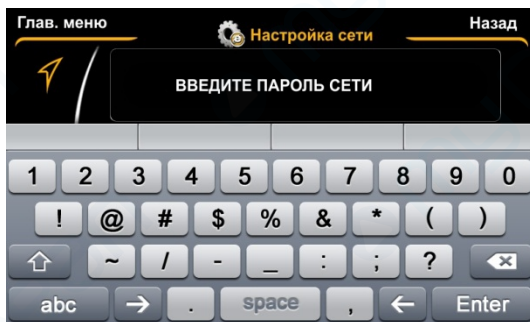 Глав. меню Настройка сети Назад
ВВЕДИТЕ ПАРОЛЬ СЕТИ
1 2 3 4 5 6 7 8 9 0
! @ # $ % & * ( )
~ / - _ : ; ?
abc → . space , ← Enter